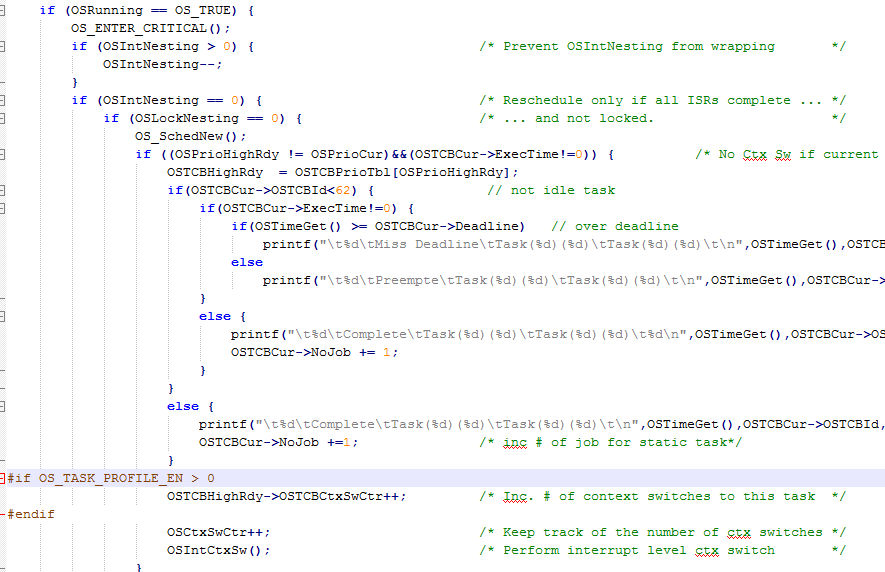 if (OSRunning == OS_TRUE) {
OS_ENTER_CRITICAL();
if (OSIntNesting > 0) { /* Prevent OSIntNesting from wrapping */
OSIntNesting--;
}
if (OSIntNesting == 0) { /* Reschedule only if all ISRs complete ... */
if (OSLockNesting == 0) { /* ... and not locked. */
OS_SchedNew();
if ((OSPrioHighRdy != OSPrioCur)&&(OSTCBCur->ExecTime!=0)) { /* No Ctx Sw if current
OSTCBHighRdy = OSTCBPrioTbl[OSPrioHighRdy];
if(OSTCBCur->OSTCBId<62) { // not idle task
if(OSTCBCur->ExecTime!=0) {
if(OSTimeGet() >= OSTCBCur->Deadline) // over deadline
printf("\t%d\tMiss Deadline\tTask(%d)(%d)\tTask(%d)(%d)\t\n",OSTimeGet(),OSTCB
else
printf("\t%d\tPreempte\tTask(%d)(%d)\tTask(%d)(%d)\t\n",OSTimeGet(),OSTCBCur->
}
else {
printf("\t%d\tComplete\tTask(%d)(%d)\tTask(%d)(%d)\t%d\n",OSTimeGet(),OSTCBCur->OS
OSTCBCur->NoJob += 1;
}
}
else {
printf("\t%d\tComplete\tTask(%d)(%d)\tTask(%d)(%d)\t\n",OSTimeGet(),OSTCBCur->OSTCBId,
OSTCBCur->NoJob +=1; /* inc # of job for static task*/
}
#if OS_TASK_PROFILE_EN > 0
OSTCBHighRdy->OSTCBCtxSwCtr++; /* Inc. # of context switches to this task */
#endif
OSCtxSwCtr++; /* Keep track of the number of ctx switches */
OSIntCtxSw(); /* Perform interrupt level ctx switch */
}